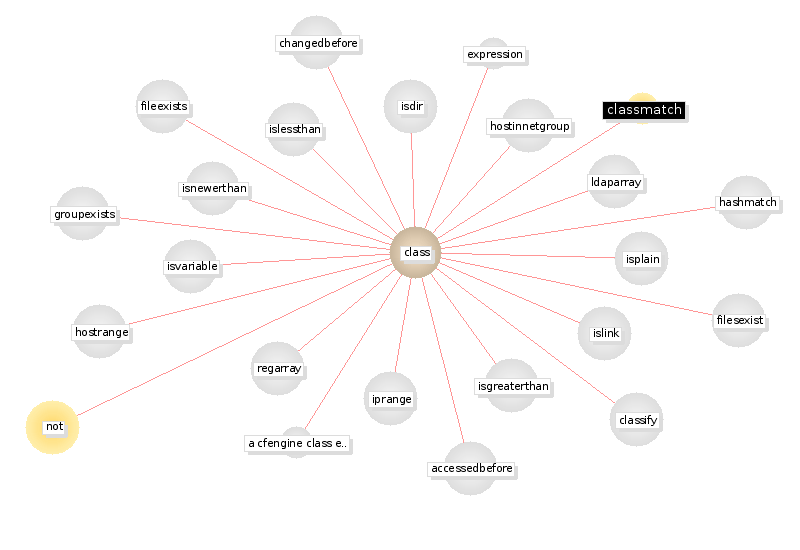 changedbefore
expression
fileexists
isdir
classmatch
islessthan
hostinnetgroup
isnewerthan
ldaparray
groupexists
hashmatch
class
isvariable
isplain
hostrange
islink
filesexist
regarray
iprange
isgreaterthan
not
classify
a cfengine class e..
accessedbefore